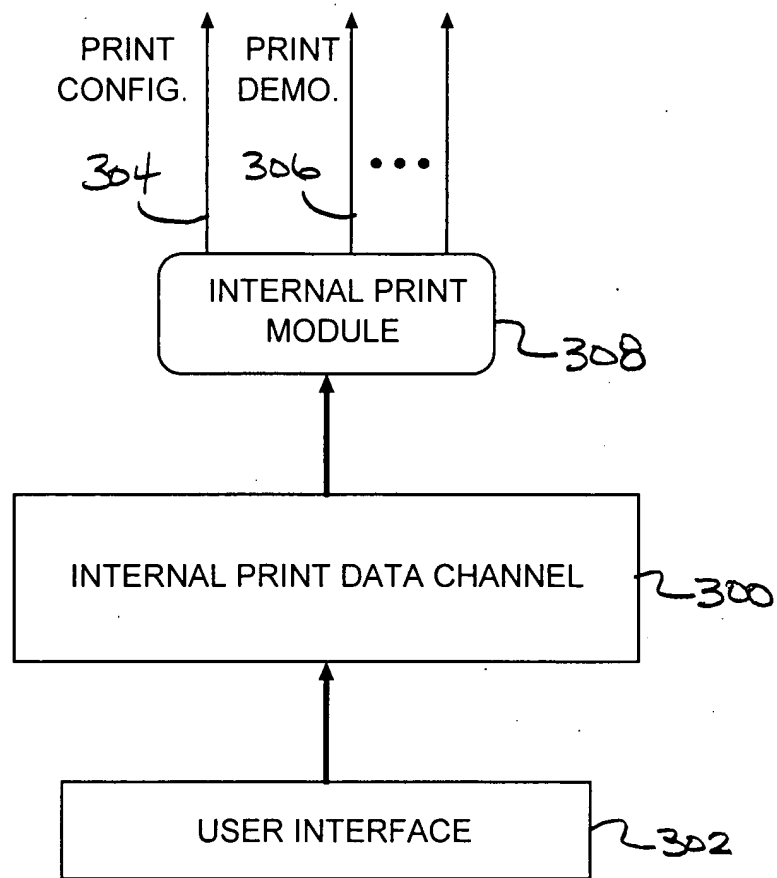 PRINT
CONFIG.
PRINT
DEMO.
304
306
•••
INTERNAL PRINT
MODULE
308
INTERNAL PRINT DATA CHANNEL
300
USER INTERFACE
302